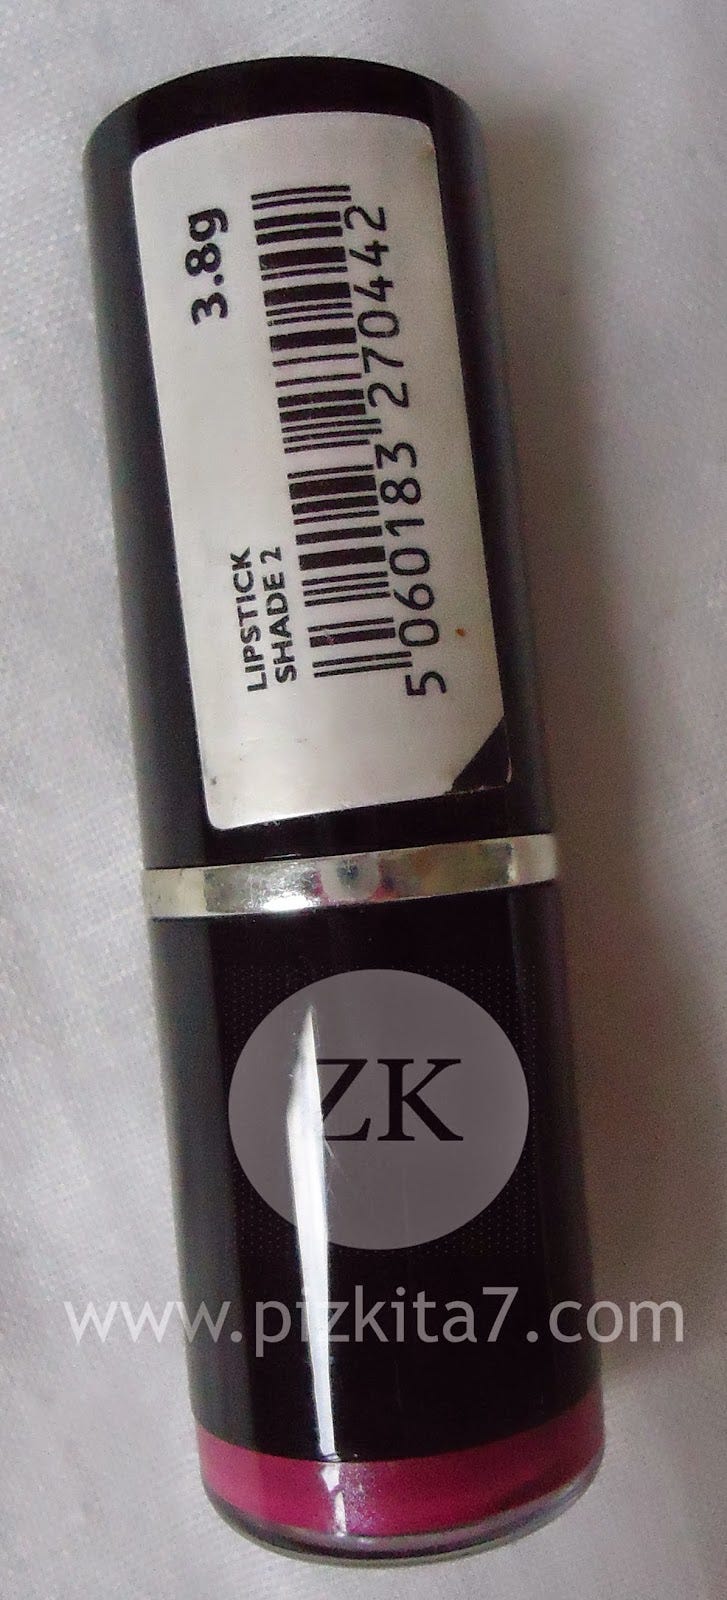 3.8g
LIPSTICK
SHADE 2
5 060183 270442
ZK
www.pizkita7.com